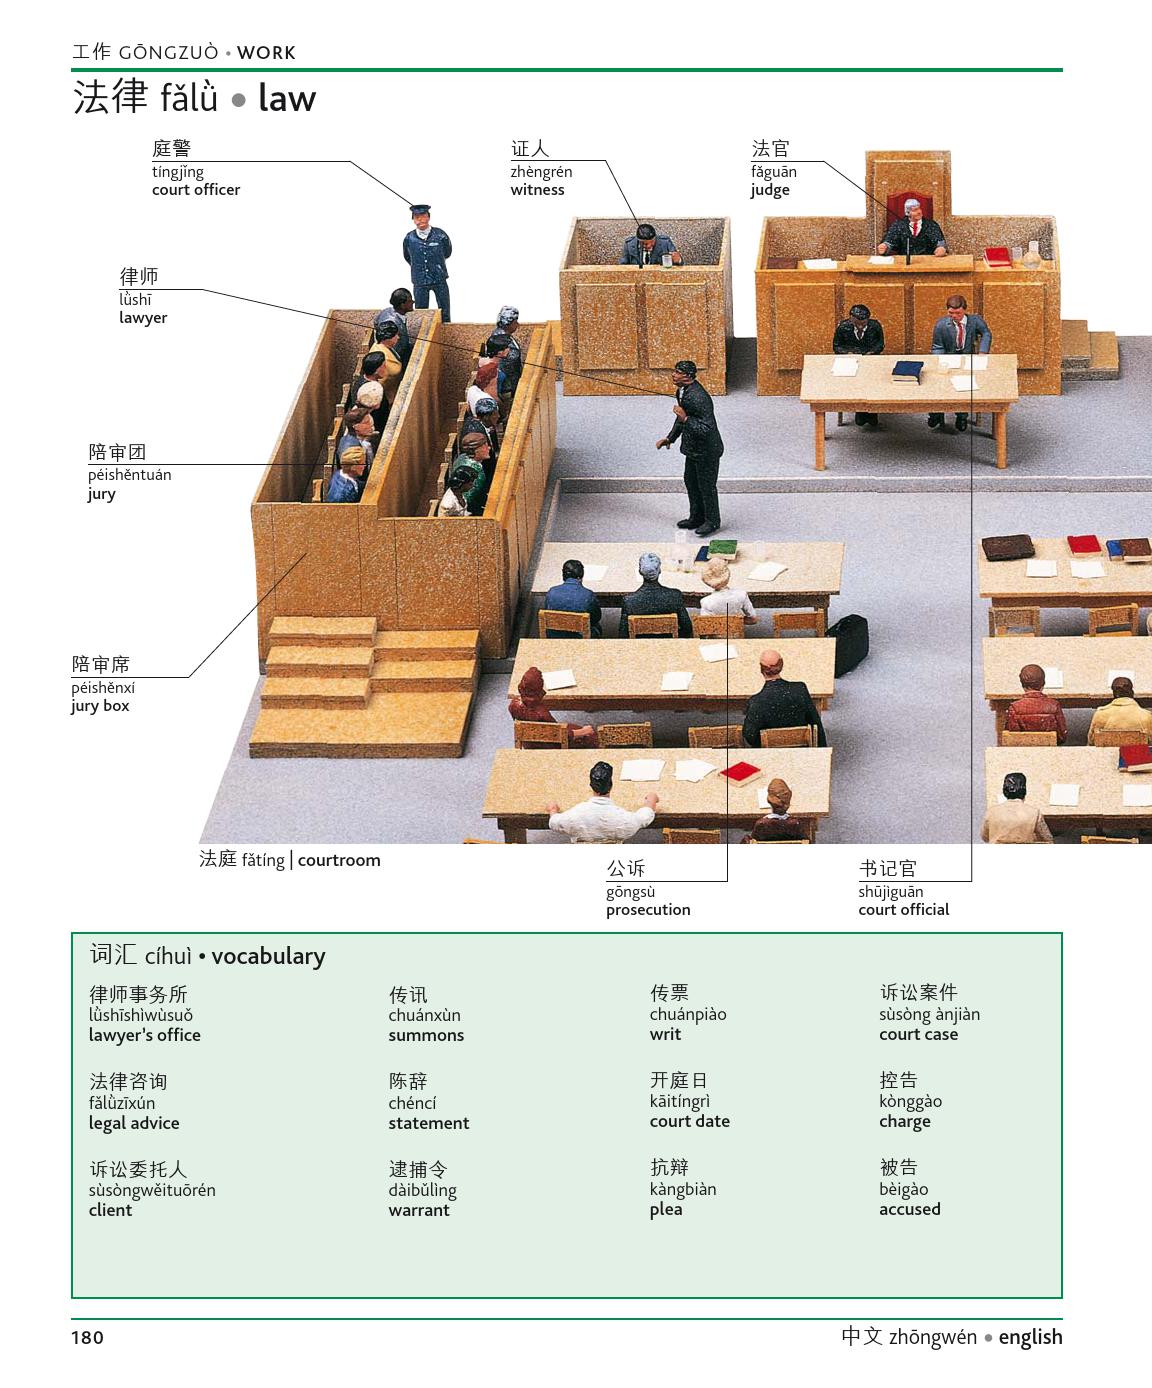 工作 GŌNGZUÒ • WORK
法律 fǎlǜ • law
庭警
tíngjǐng
court officer
证人
zhèngrén
witness
法官
fǎguān
judge
律师
lǜshī
lawyer
陪审团
péishěntuán
jury
陪审席
péishěnxí
jury box
法庭 fǎtíng | courtroom
公诉
gōngsù
prosecution
书记官
shūjìguān
court official
词汇 cíhuì • vocabulary
律师事务所
lǜshīshìwùsuǒ
lawyer's office
法律咨询
fǎlǜzīxún
legal advice
诉讼委托人
sùsòngwěituōrén
client
传讯
chuánxùn
summons
陈辞
chéncí
statement
逮捕令
dàibǔlìng
warrant
传票
chuánpiào
writ
开庭日
kāitíngrì
court date
抗辩
kàngbiàn
plea
诉讼案件
sùsòng ànjiàn
court case
控告
kònggào
charge
被告
bèigào
accused
180
中文 zhōngwén • english